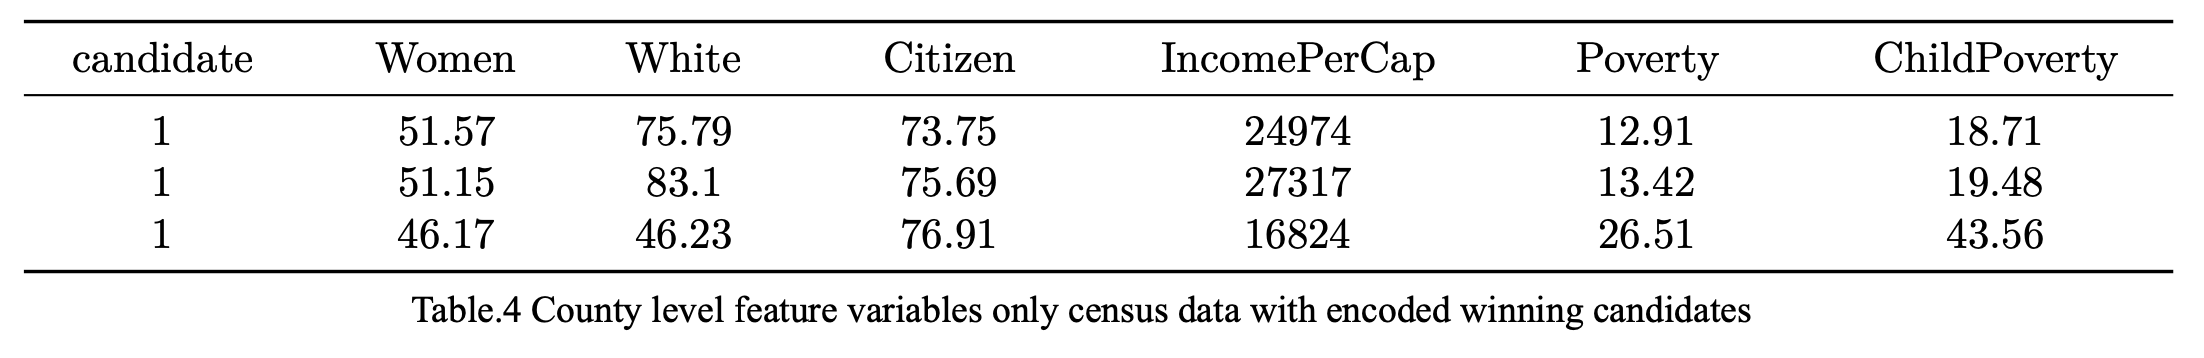 candidate Women White Citizen IncomePerCap Poverty ChildPoverty
1 51.57 75.79 73.75 24974 12.91 18.71
1 51.15 83.1 75.69 27317 13.42 19.48
1 46.17 46.23 76.91 16824 26.51 43.56
Table.4 County level feature variables only census data with encoded winning candidates